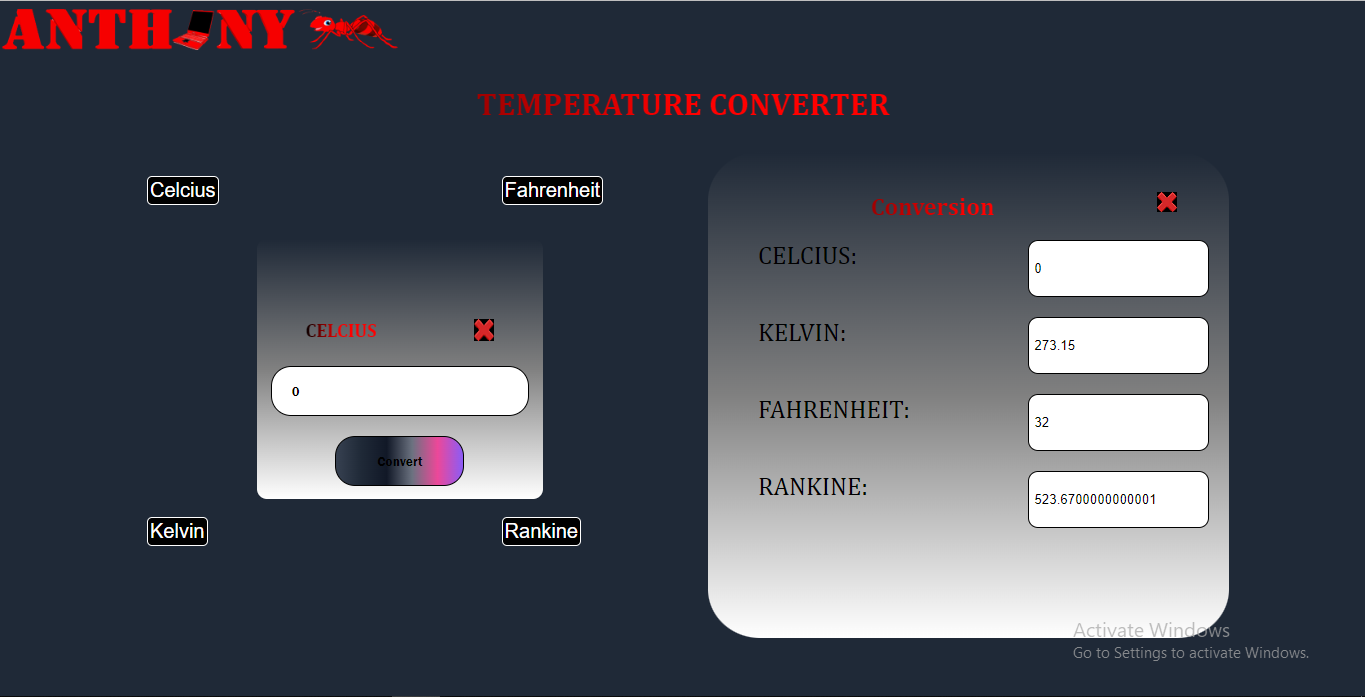 ANTHONY
TEMPERATURE CONVERTER
Celcius
Fahrenheit
CELCIUS
0
Convert
Kelvin
Rankine
Conversion
CELCIUS:
0
KELVIN:
273.15
FAHRENHEIT:
32
RANKINE:
523.6700000000001
Activate Windows
Go to Settings to activate Windows.